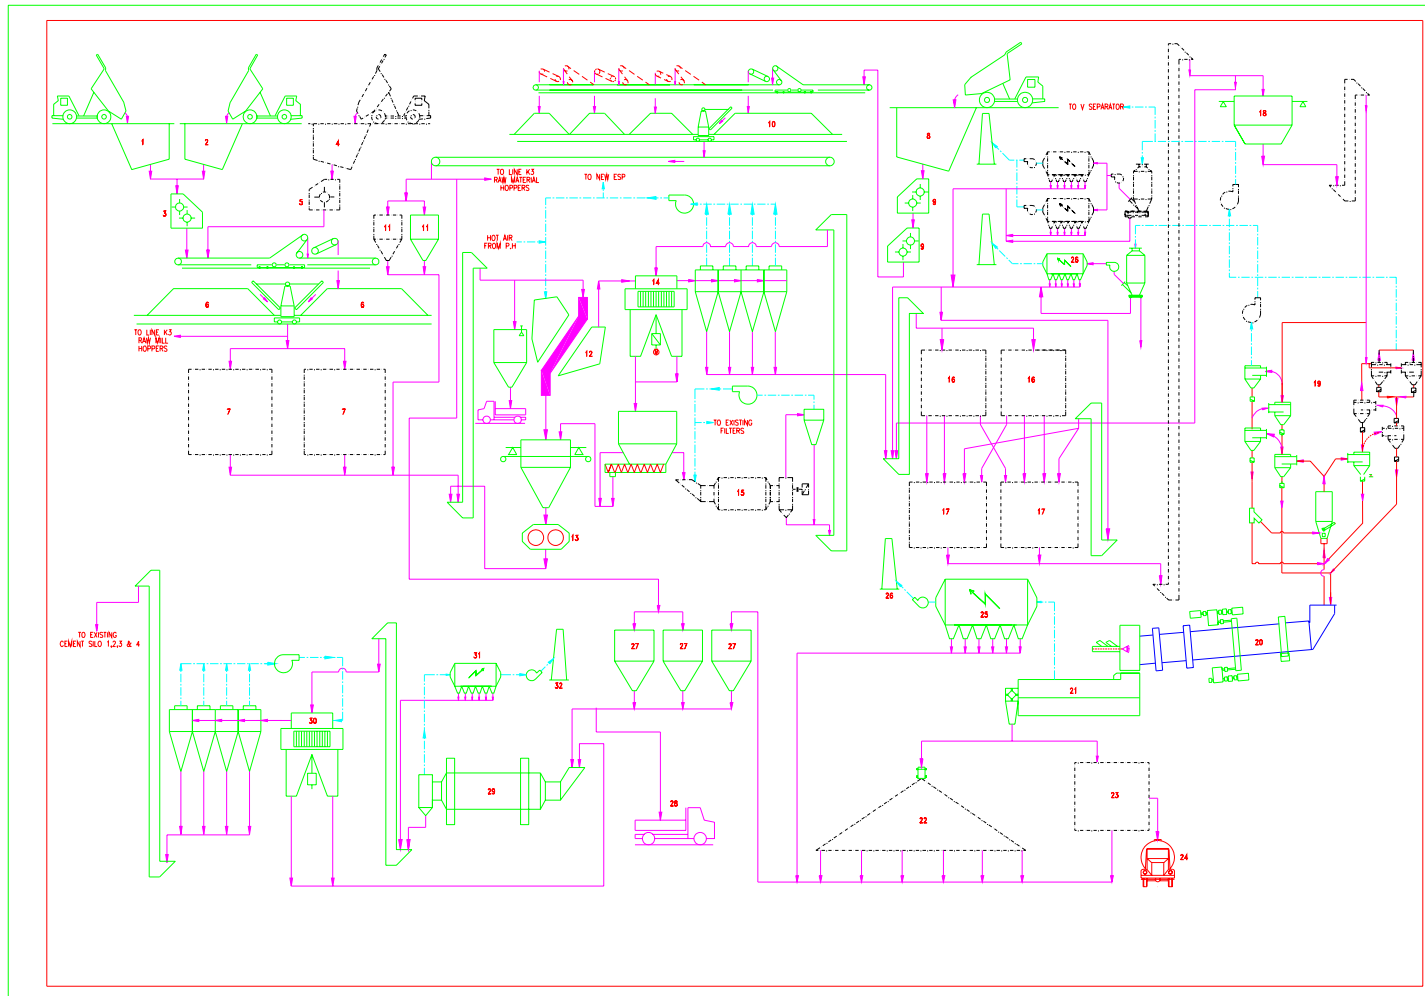 TO V SEPARATOR
8
18
1
2
4
10
TO LINE K3
RAW MATERIAL
HOPPERS
TO NEW ESP
3
5
9
11
11
HOT AIR
FROM P.H
9
26
14
6
6
TO LINE K3
RAW MILL
HOPPERS
12
16
16
19
7
7
TO EXISTING
FILTERS
15
17
17
13
26
25
TO EXISTING
CEMENT SILO 1,2,3 & 4
27
27
27
20
31
32
21
30
29
28
22
23
24